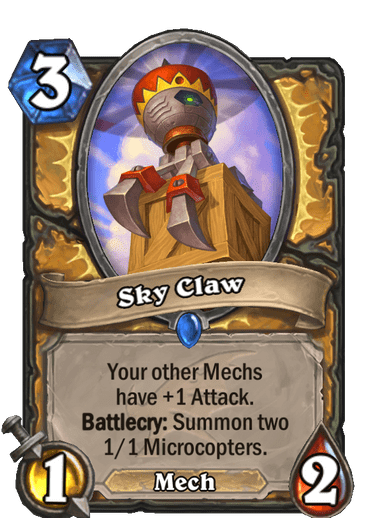 3
Sky Claw
Your other Mechs
have +1 Attack.
Battlecry: Summon two
1/1 Microcopters.
1
Mech
2